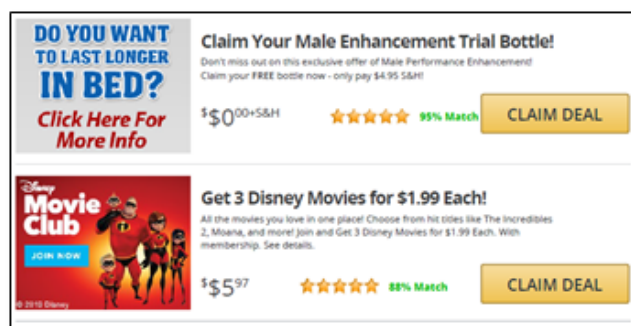 DO YOU WANT
TO LAST LONGER
IN BED?
Click Here For
More Info
Claim Your Male Enhancement Trial Bottle!
Don't miss out on this exclusive offer of Male Performance Enhancement!
Claim your FREE bottle now - only pay $4.95 S&H!
$$0.00+S&H
95% Match
CLAIM DEAL
Disney
Movie
Club
JOIN NOW
© 2019 Disney
Get 3 Disney Movies for $1.99 Each!
All the movies you love in one place! Choose from hit titles like The Incredibles
2, Moana, and more! Join and Get 3 Disney Movies for $1.99 Each. With
membership. See details.
$$5.97
88% Match
CLAIM DEAL